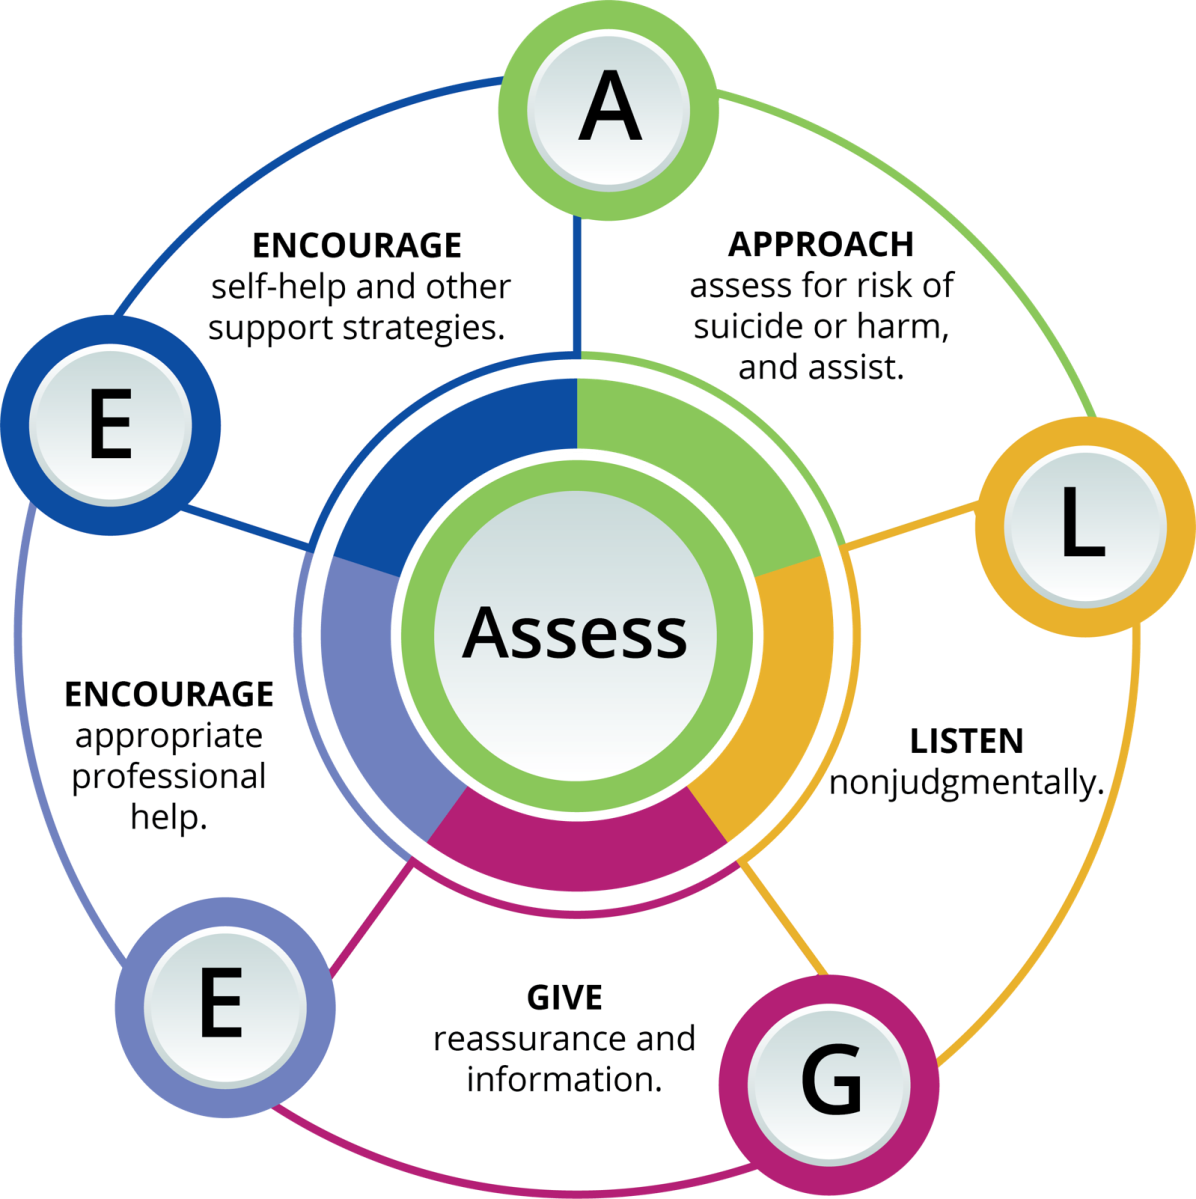 A
APPROACH
assess for risk of
suicide or harm,
and assist.
L
LISTEN
nonjudgmentally.
G
GIVE
reassurance and
information.
E
ENCOURAGE
appropriate
professional
help.
E
ENCOURAGE
self-help and other
support strategies.
Assess